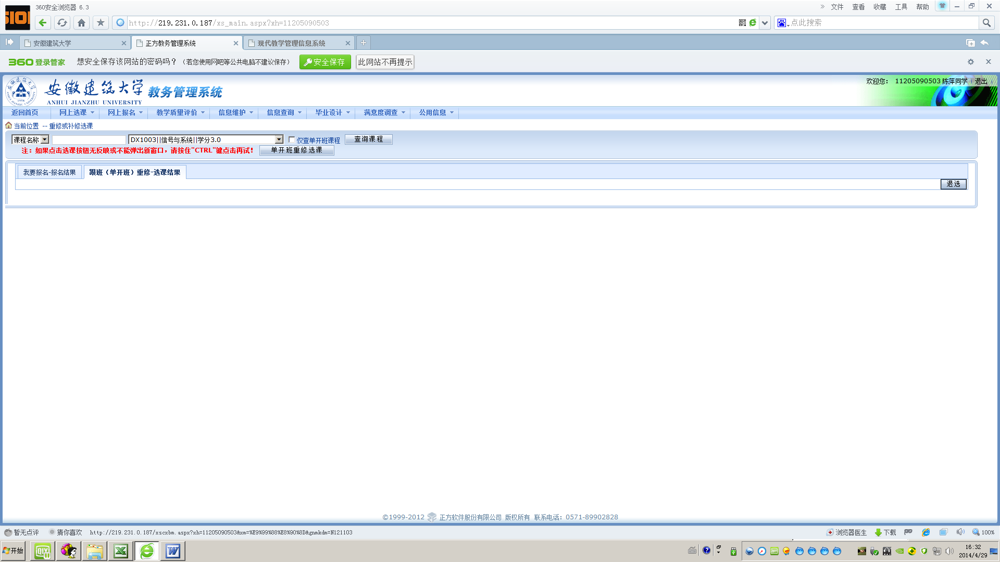 360安全浏览器 6.3
» 文件 查看 收藏 工具 帮助
http://219.231.0.187/xs_main.aspx?xh=11205090503
点此搜索
安徽建筑大学
正方教务管理系统
现代教学管理信息系统
360登录管家 想安全保存该网站的密码吗？（若您使用网吧等公共电脑不建议保存） 安全保存 此网站不再提示
安徽建筑大学 教务管理系统
ANHUI JIANZHU UNIVERSITY
欢迎您： 11205090503 陈萍同学 退出
返回首页 网上选课 网上报名 教学质量评价 信息维护 信息查询 毕业设计 满意度调查 公用信息
当前位置 -- 重修或补修选课
课程名称 DX1003||信号与系统||学分3.0 仅查单开班课程 查询课程
注：如果点击选课按钮无反映或不能弹出新窗口，请按住"CTRL"键点击再试！ 单开班重修选课
我要报名-报名结果 跟班（单开班）重修-选课结果
退选
©1999-2012 正方软件股份有限公司 版权所有 联系电话：0571-89902828
暂无点评 猜你喜欢 http://219.231.0.187/xscxbm.aspx?xh=11205090503&xm=%E9%99%88%E8%90%8D&gnmkdm=N121103
浏览器医生 下载 100%
开始
16:32
2014/4/29